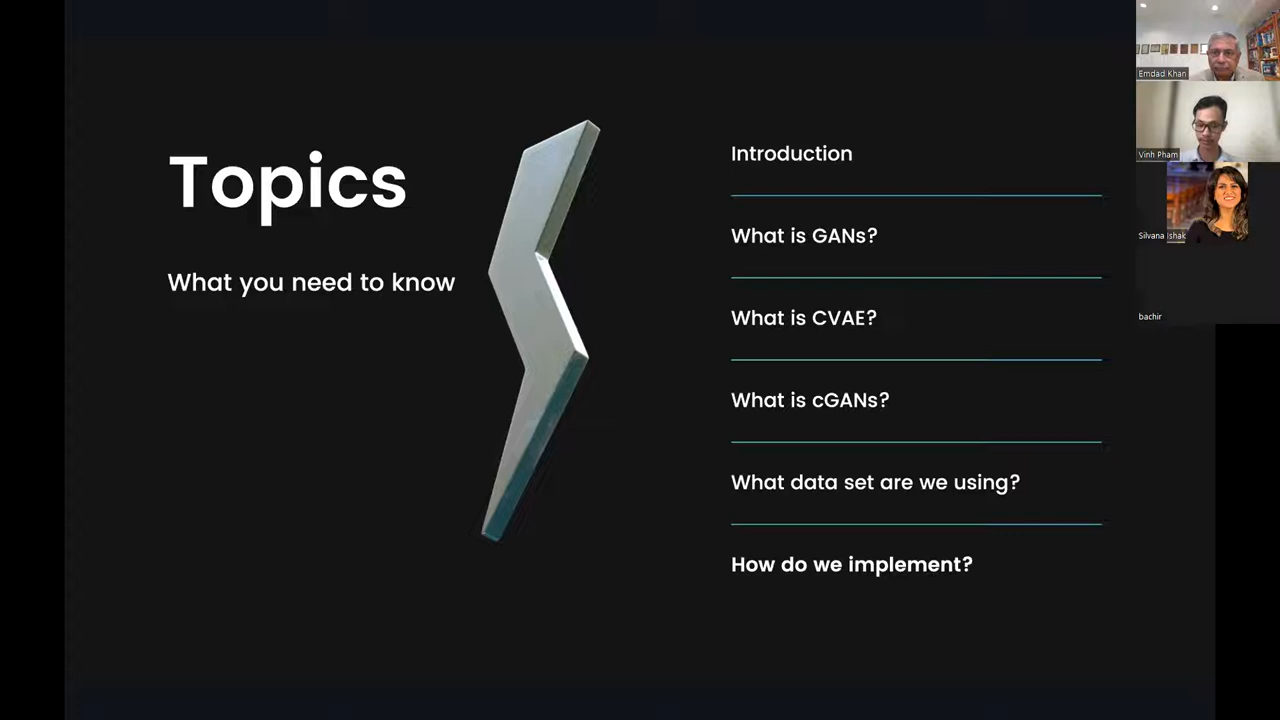 Topics
What you need to know
Introduction
What is GANs?
What is CVAE?
What is cGANs?
What data set are we using?
How do we implement?
Emdad Khan
Vinh Pham
Silvana Ishak
bachir